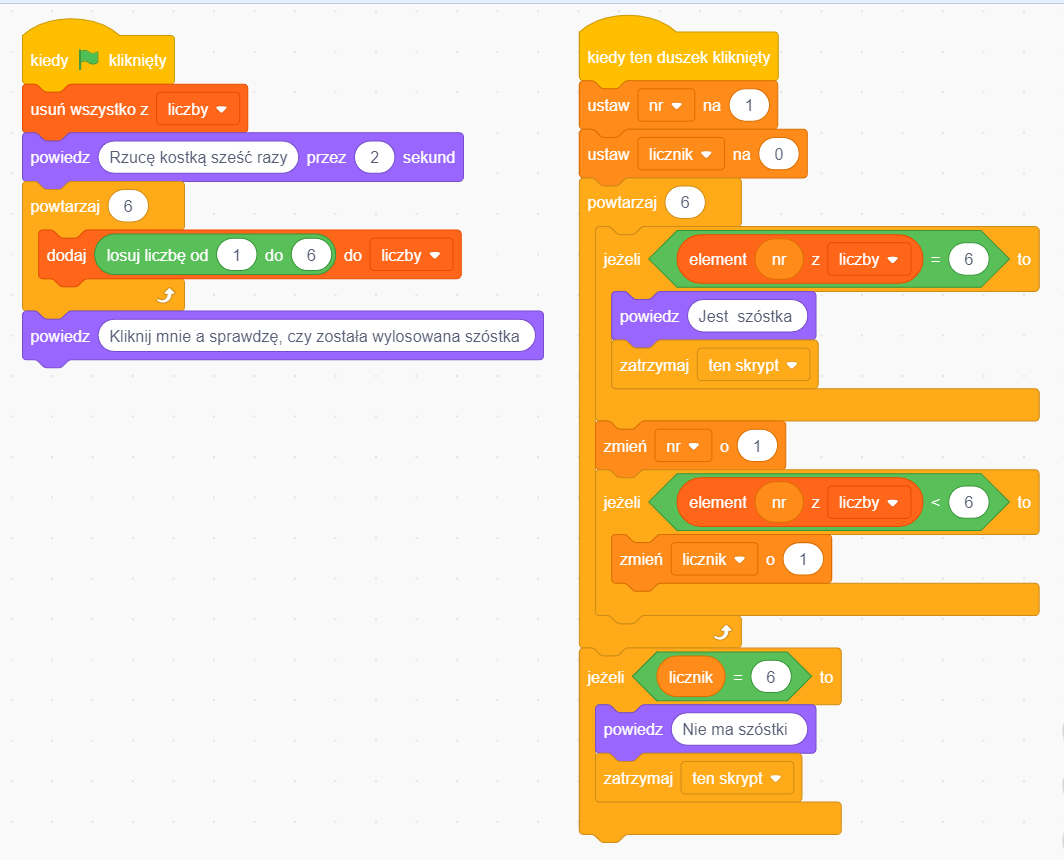 kiedy kliknięty
usuń wszystko z liczby
powiedz Rzucę kostką sześć razy przez 2 sekund
powtarzaj 6
dodaj losuj liczbę od 1 do 6 do liczby
powiedz Kliknij mnie a sprawdzę, czy została wylosowana szóstka
kiedy ten duszek kliknięty
ustaw nr na 1
ustaw licznik na 0
powtarzaj 6
jeżeli element nr z liczby = 6 to
powiedz Jest szóstka
zatrzymaj ten skrypt
zmień nr o 1
jeżeli element nr z liczby < 6 to
zmień licznik o 1
jeżeli licznik = 6 to
powiedz Nie ma szóstki
zatrzymaj ten skrypt